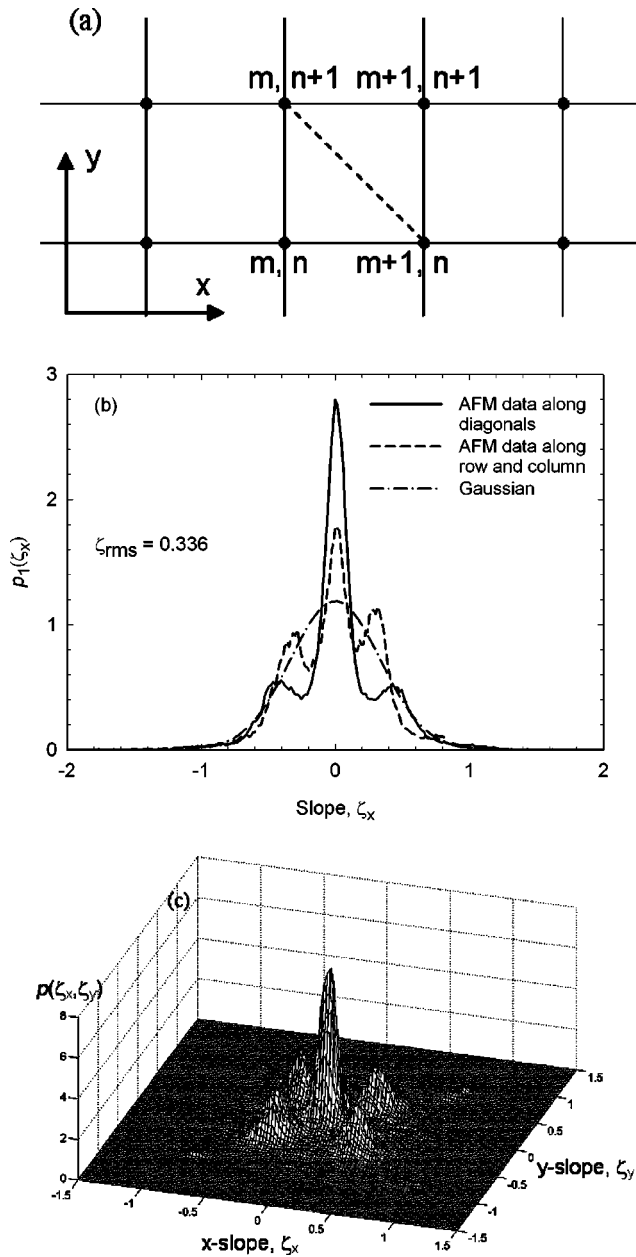 (a)
m, n+1 m+1, n+1
y
m, n m+1, n
x
3
(b)
AFM data along
diagonals
AFM data along
row and column
Gaussian
2
ζrms = 0.336
p1(ζx)
1
0
-2 -1 0 1 2
Slope, ζx
(c)
p(ζx,ζy)
8
6
4
2
0
-1.5 -1 -0.5 0 0.5 1 1.5
x-slope, ζx
1.5
1
0.5
0
-0.5
-1
-1.5
y-slope, ζy